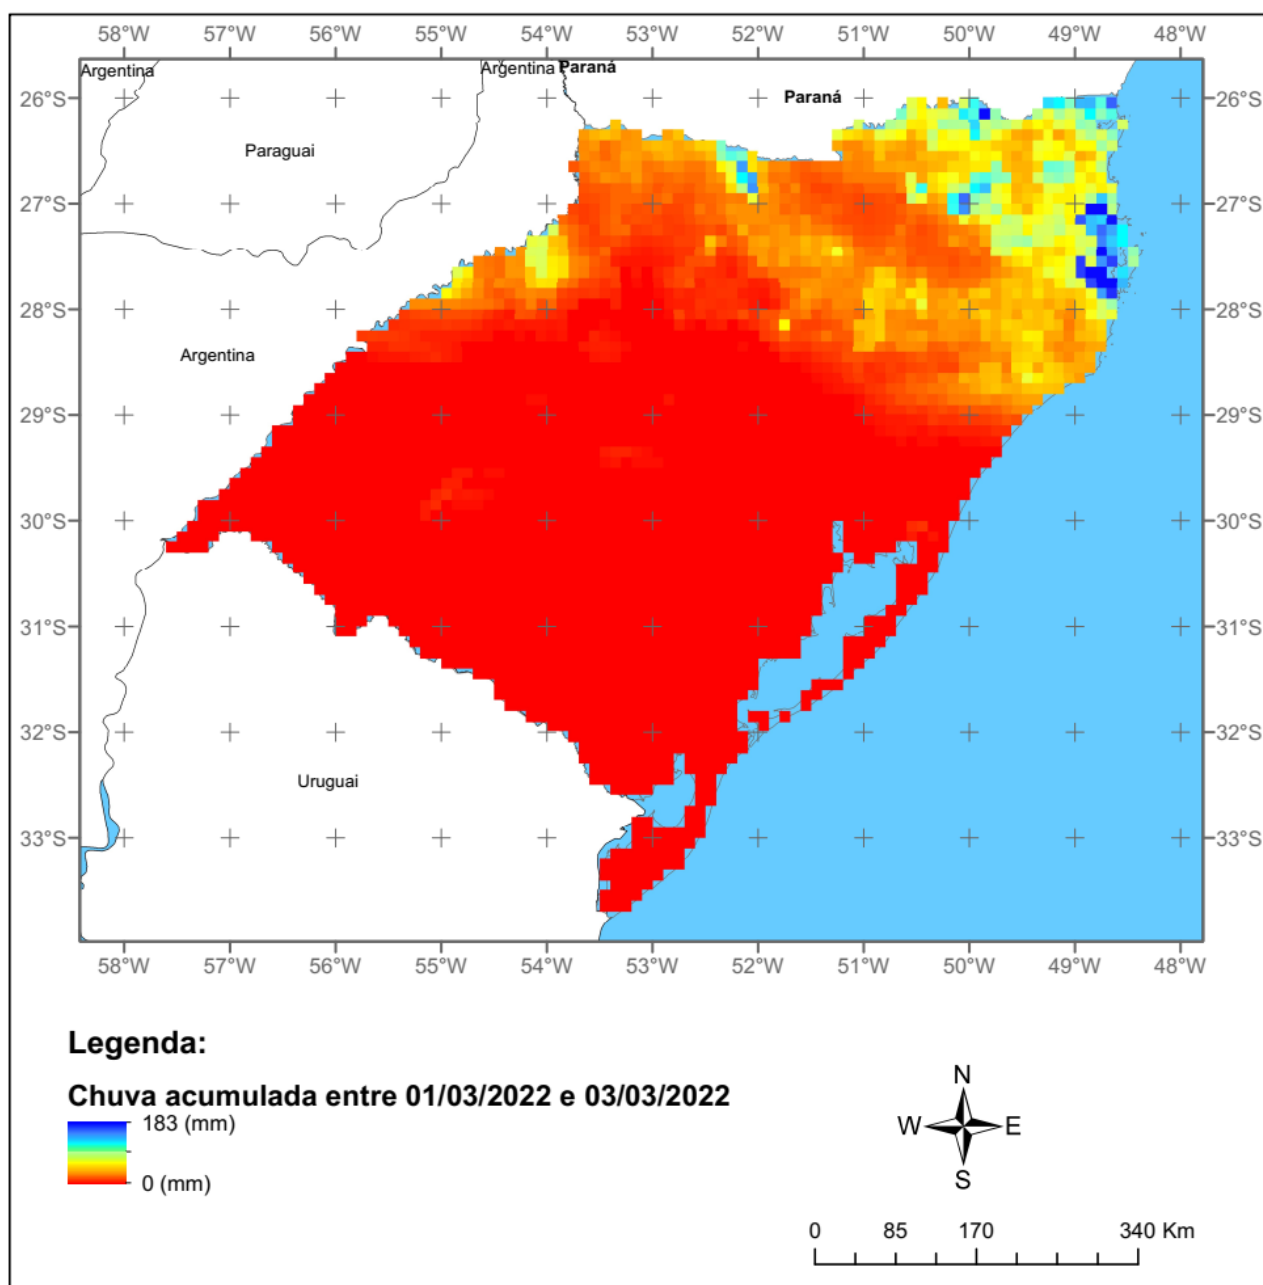 58°W 57°W 56°W 55°W 54°W 53°W 52°W 51°W 50°W 49°W 48°W
Argentina Argentina Paraná
26°S Paraná 26°S
Paraguai
27°S 27°S
28°S 28°S
Argentina
29°S 29°S
30°S 30°S
31°S 31°S
32°S 32°S
Uruguai
33°S 33°S
58°W 57°W 56°W 55°W 54°W 53°W 52°W 51°W 50°W 49°W 48°W
Legenda:
Chuva acumulada entre 01/03/2022 e 03/03/2022
183 (mm)
0 (mm)
N
W E
S
0 85 170 340 Km